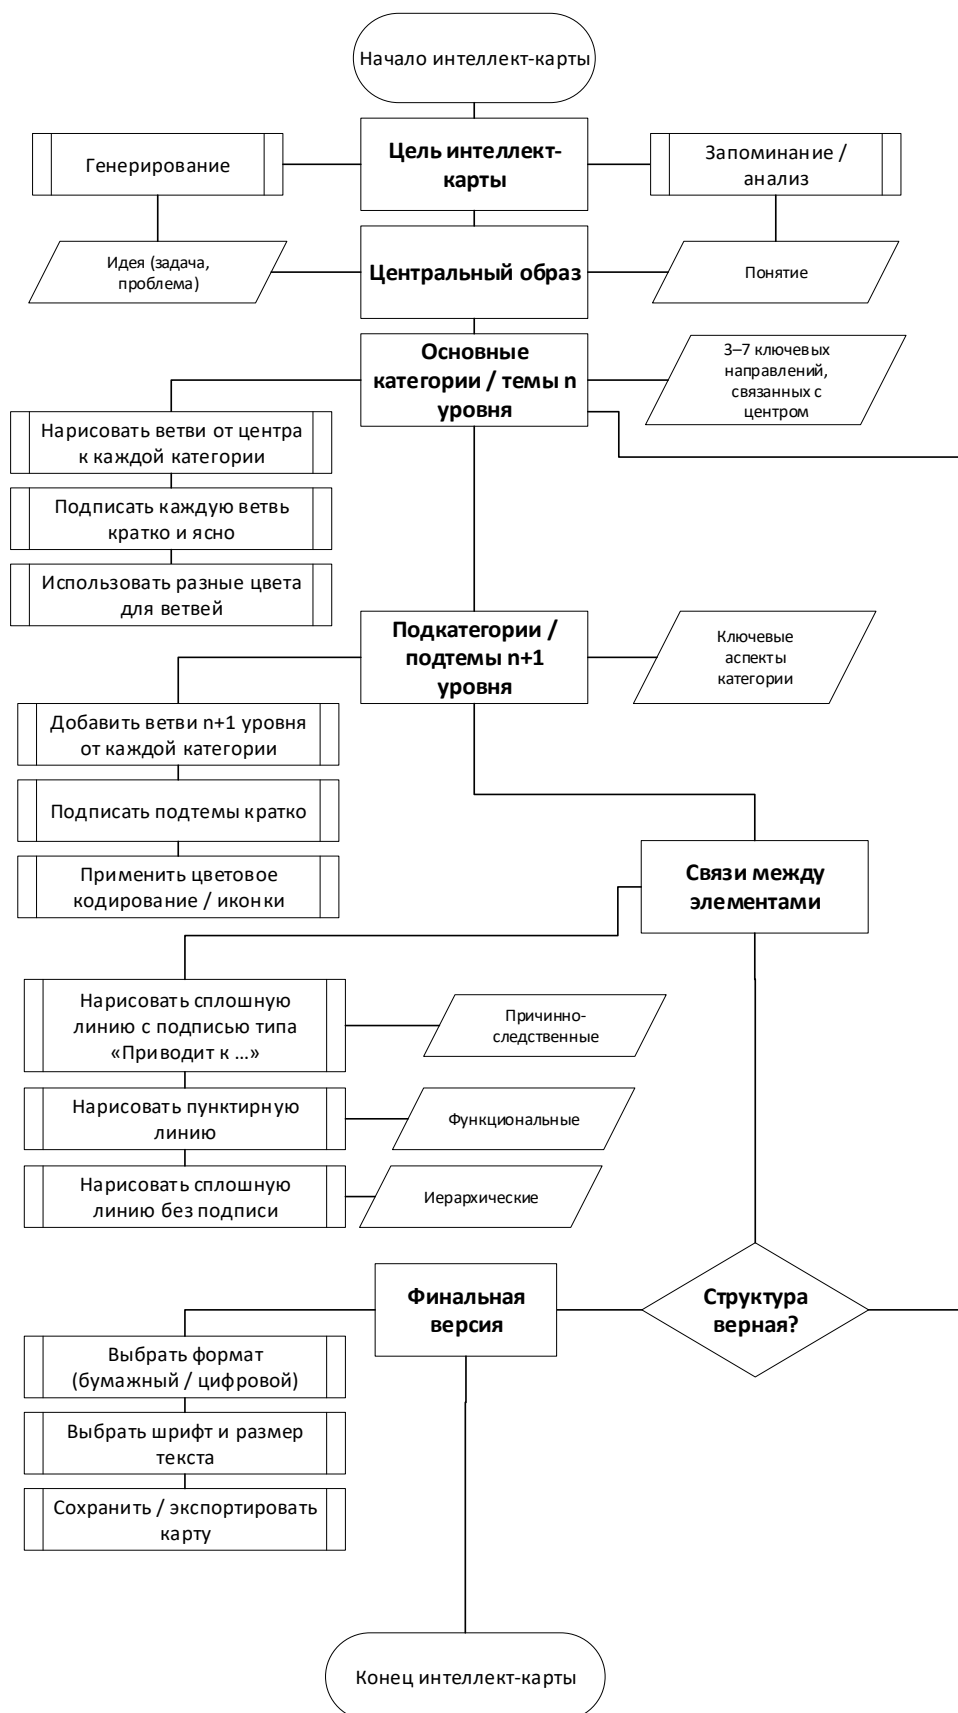 Начало интеллект-карты
Генерирование
Цель интеллект-
карты
Запоминание /
анализ
Идея (задача,
проблема)
Центральный образ
Понятие
Основные
категории / темы n
уровня
3–7 ключевых
направлений,
связанных с
центром
Нарисовать ветви от центра
к каждой категории
Подписать каждую ветвь
кратко и ясно
Использовать разные цвета
для ветвей
Подкатегории /
подтемы n+1
уровня
Ключевые
аспекты
категории
Добавить ветви n+1 уровня
от каждой категории
Подписать подтемы кратко
Применить цветовое
кодирование / иконки
Связи между
элементами
Нарисовать сплошную
линию с подписью типа
«Приводит к …»
Причинно-
следственные
Нарисовать пунктирную
линию
Функциональные
Нарисовать сплошную
линию без подписи
Иерархические
Финальная
версия
Структура
верная?
Выбрать формат
(бумажный / цифровой)
Выбрать шрифт и размер
текста
Сохранить / экспортировать
карту
Конец интеллект-карты